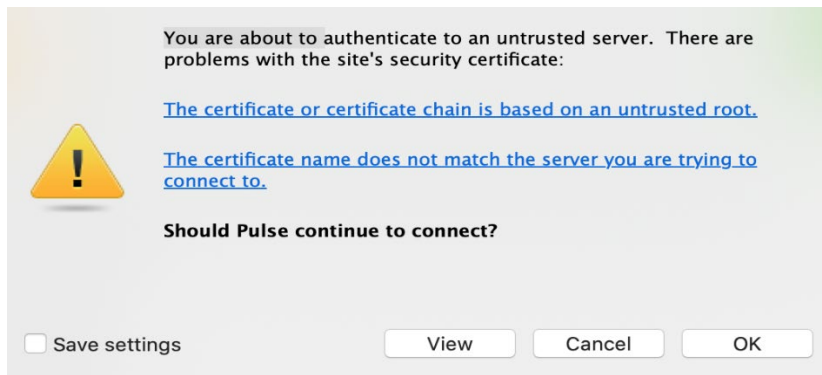 You are about to authenticate to an untrusted server.  There are
problems with the site's security certificate:
The certificate or certificate chain is based on an untrusted root.
The certificate name does not match the server you are trying to
connect to.
Should Pulse continue to connect?
Save settings
View
Cancel
OK